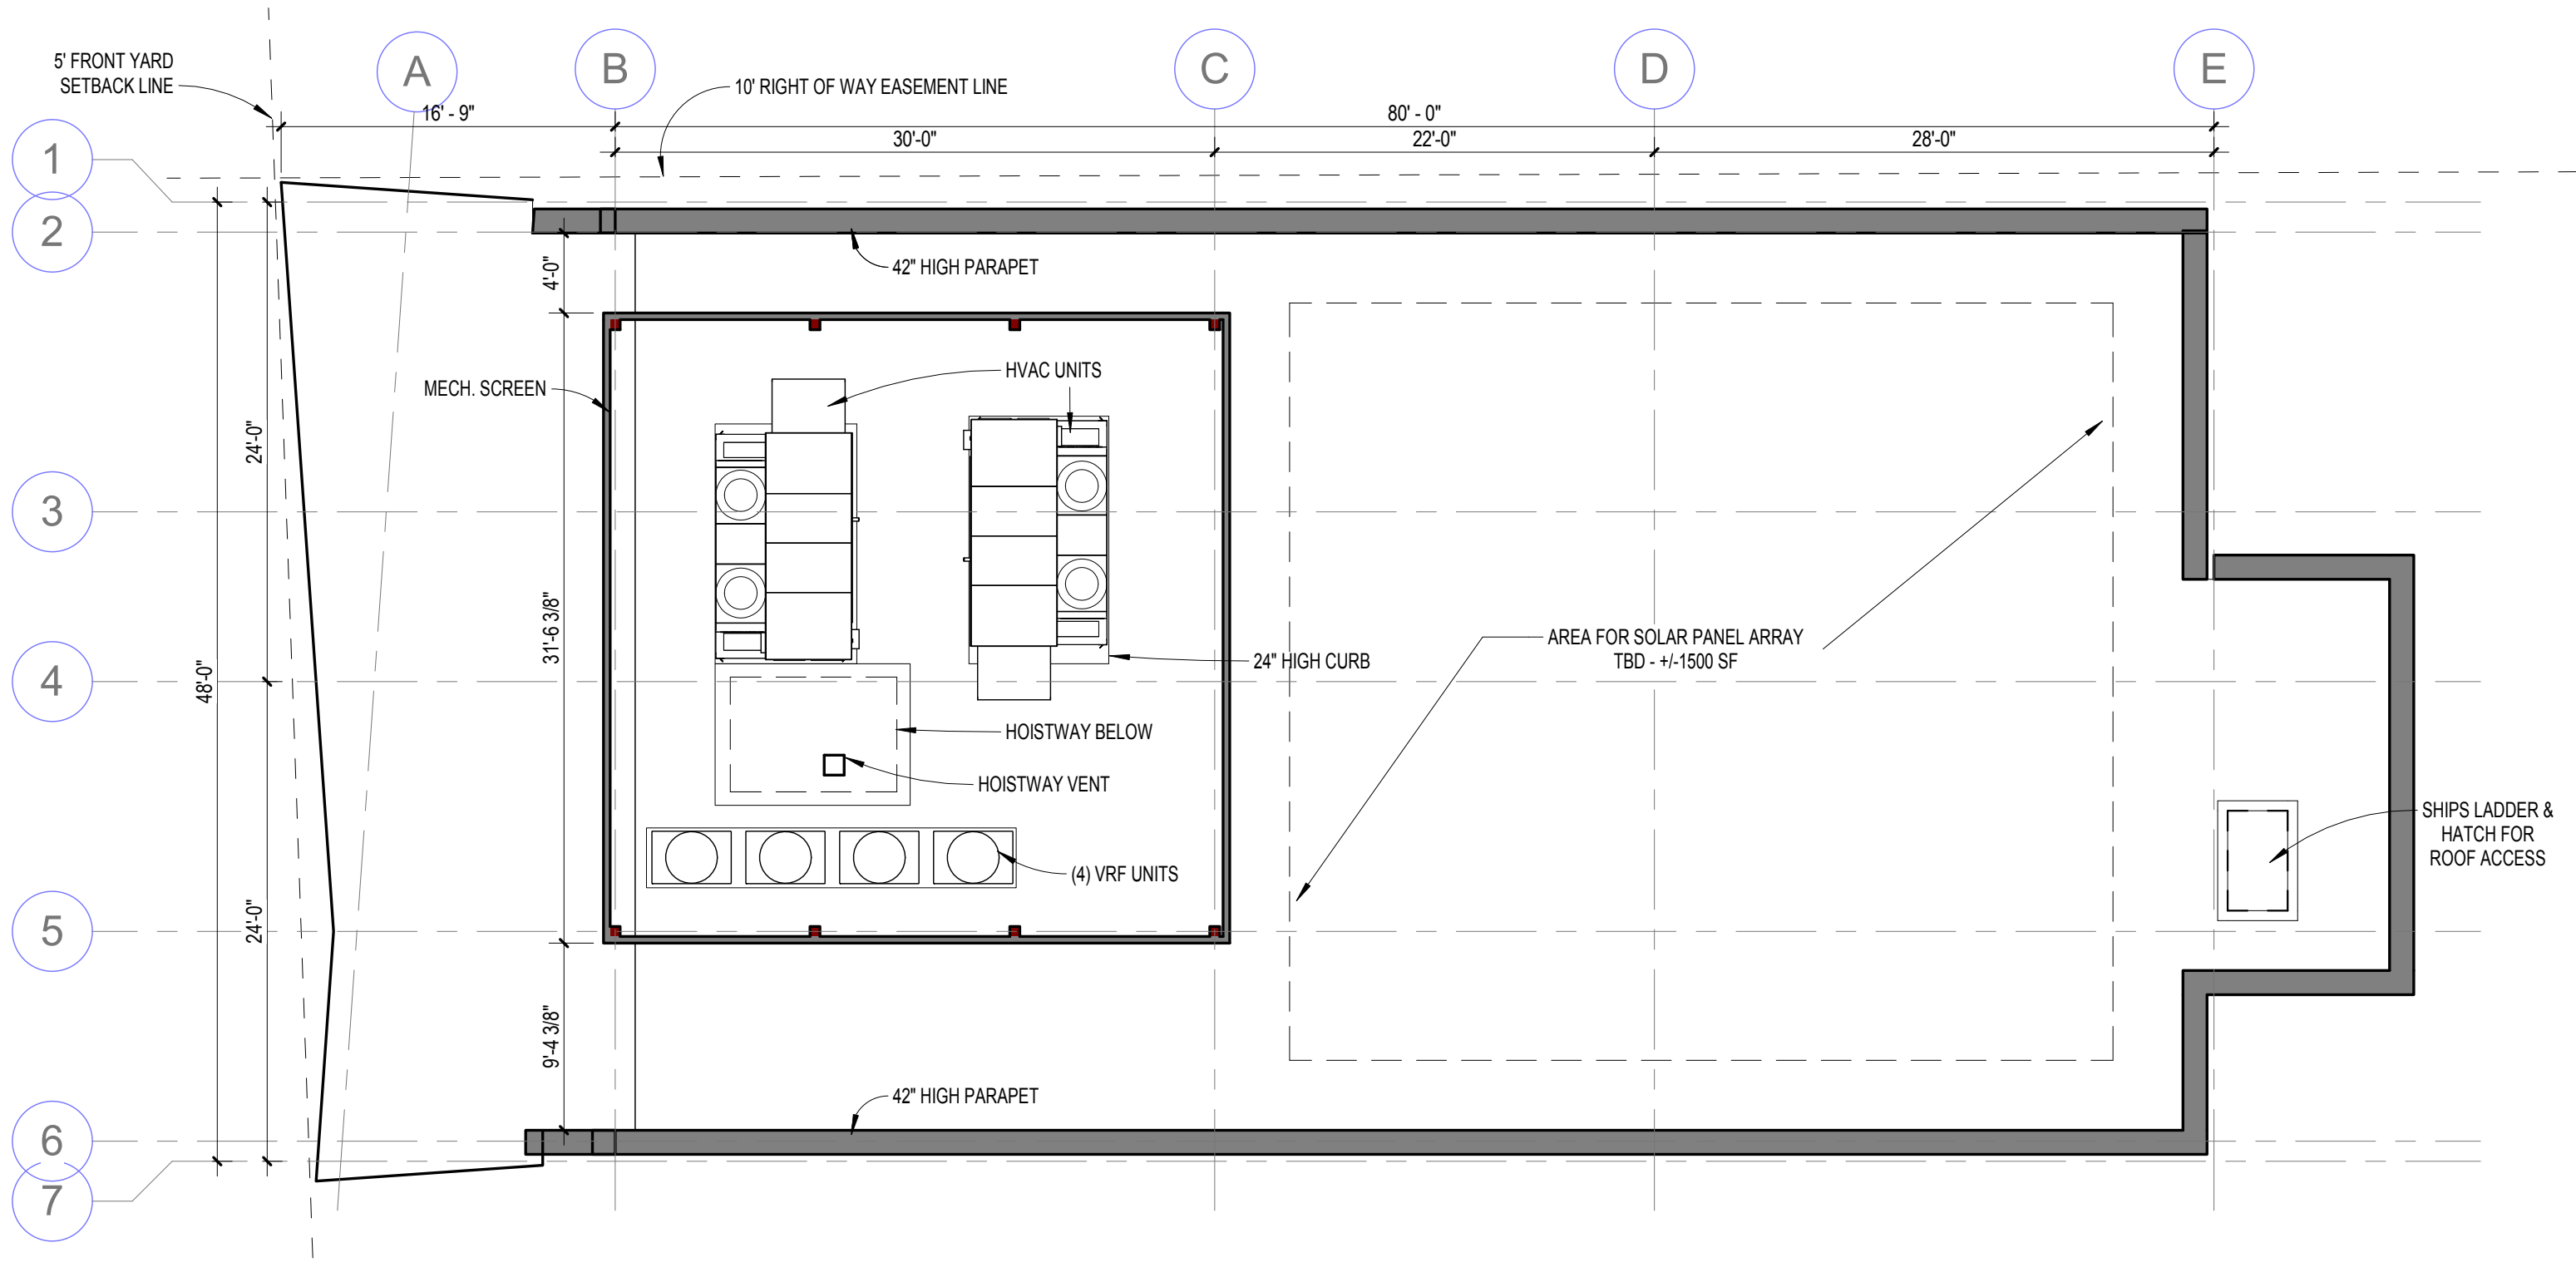 5' FRONT YARD
SETBACK LINE
A
B
C
D
E
10' RIGHT OF WAY EASEMENT LINE
16' - 9"
80' - 0"
30'-0"
22'-0"
28'-0"
1
2
3
4
5
6
7
42" HIGH PARAPET
4'-0"
MECH. SCREEN
HVAC UNITS
24'-0"
48'-0"
31'-6 3/8"
24'-0"
9'-4 3/8"
24" HIGH CURB
AREA FOR SOLAR PANEL ARRAY
TBD - +/-1500 SF
HOISTWAY BELOW
HOISTWAY VENT
(4) VRF UNITS
SHIPS LADDER &
HATCH FOR
ROOF ACCESS
42" HIGH PARAPET